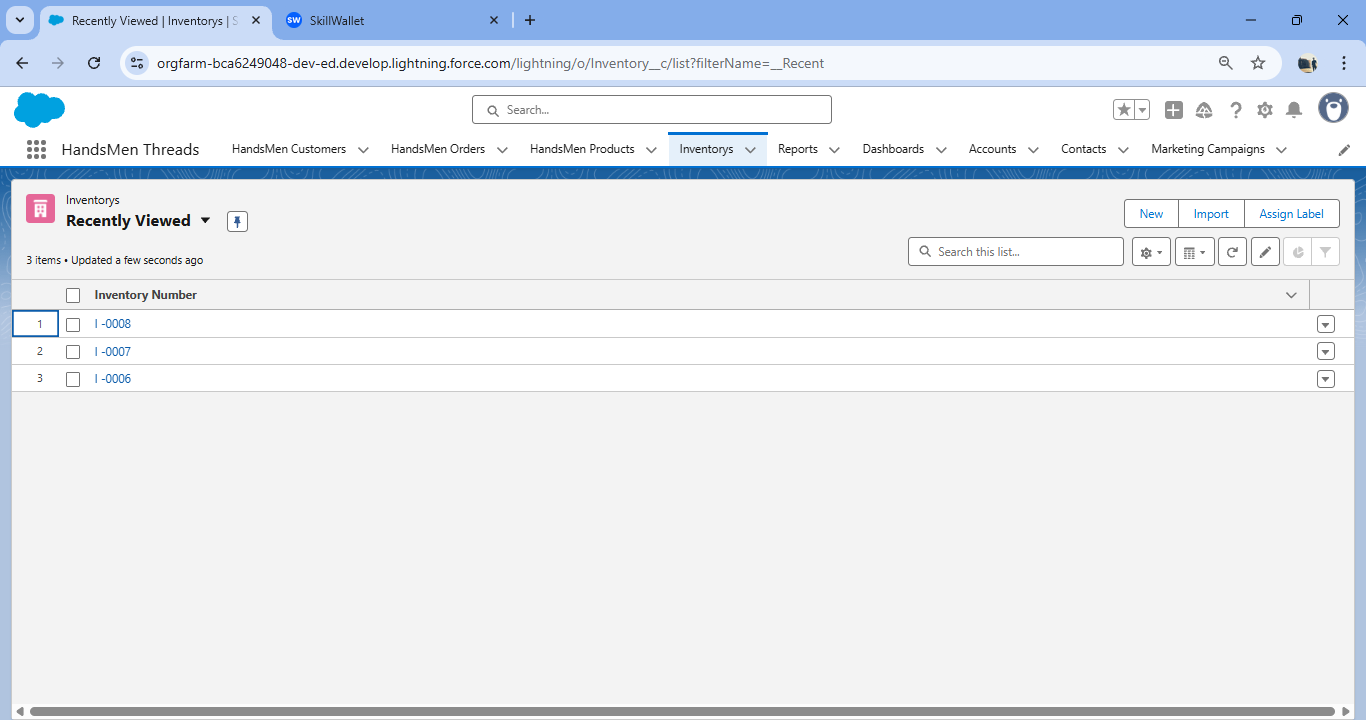 Recently Viewed | Inventorys | S
SW SkillWallet
orgfarm-bca6249048-dev-ed.develop.lightning.force.com/lightning/o/Inventory__c/list?filterName=__Recent
Search...
HandsMen Threads HandsMen Customers HandsMen Orders HandsMen Products Inventorys Reports Dashboards Accounts Contacts Marketing Campaigns
Inventorys
Recently Viewed
New Import Assign Label
3 items • Updated a few seconds ago
Search this list...
Inventory Number
1 I -0008
2 I -0007
3 I -0006